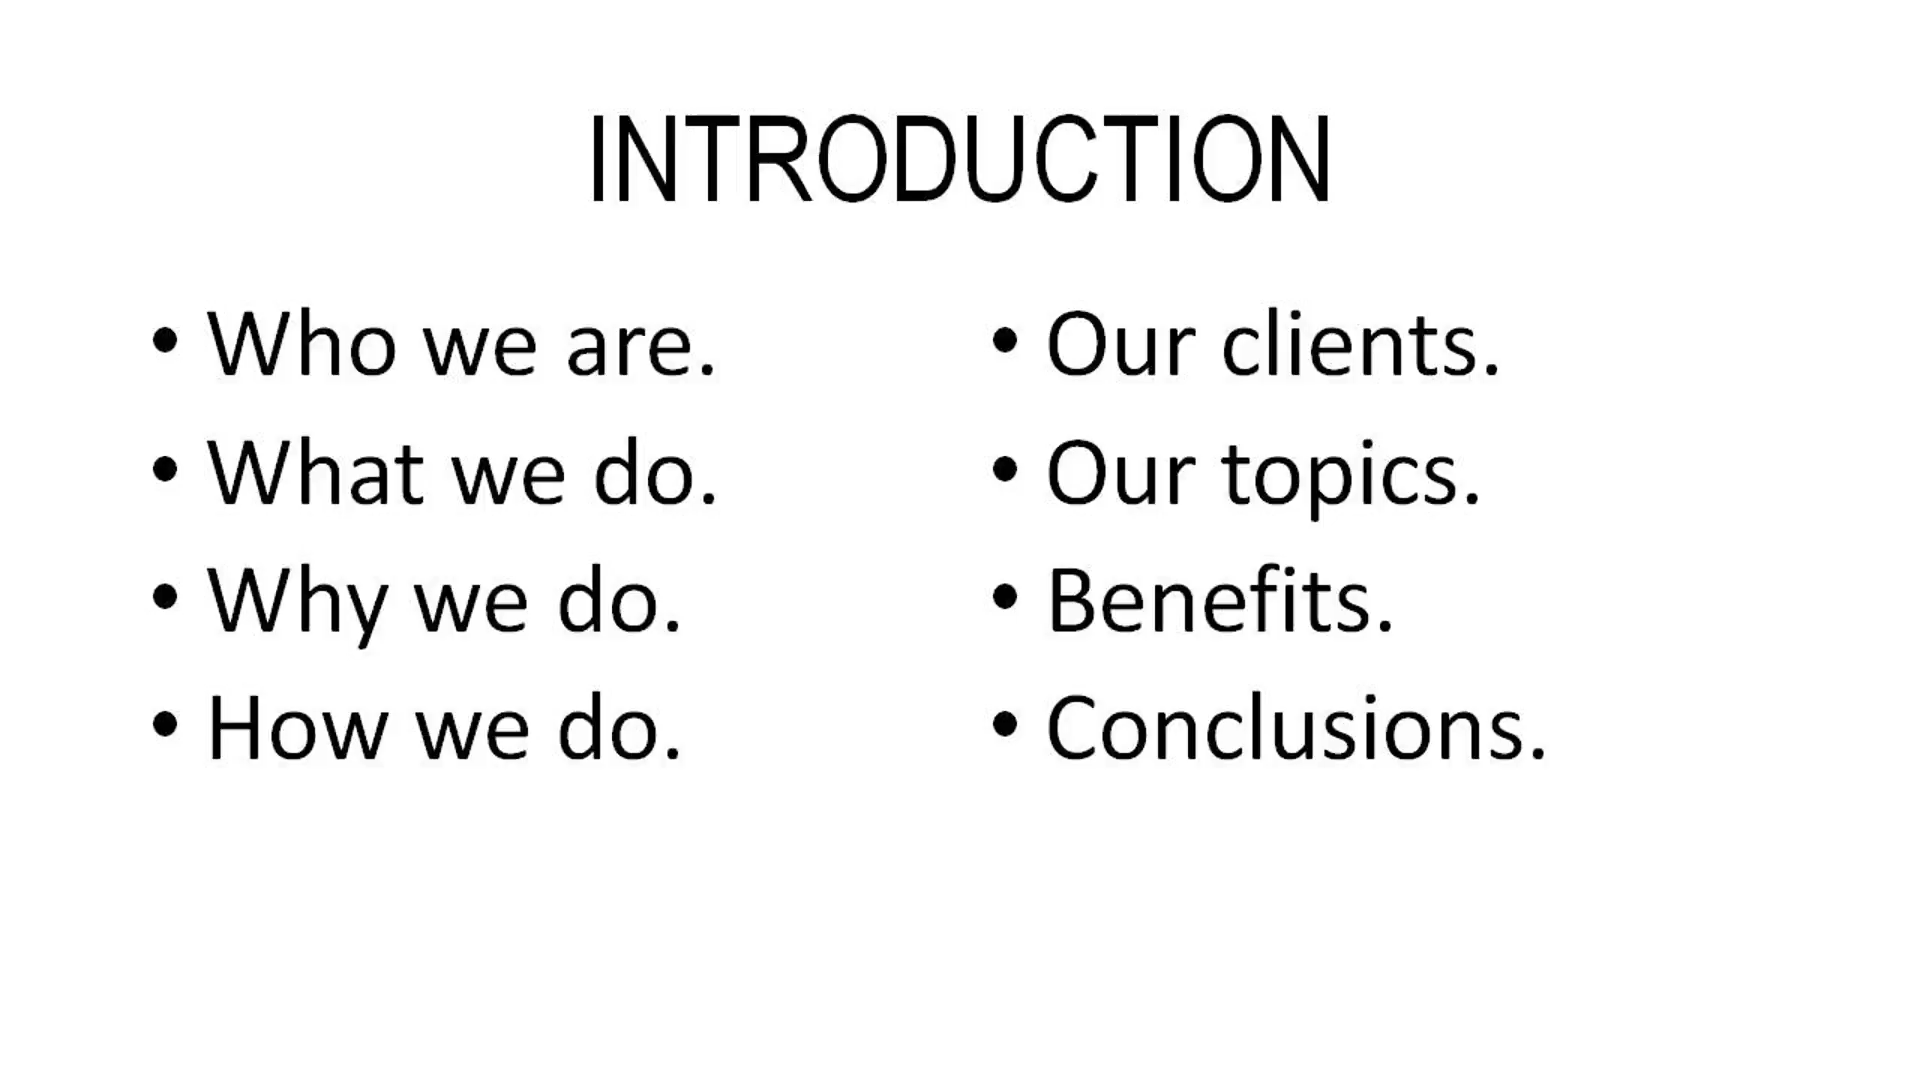 INTRODUCTION
• Who we are.
• What we do.
• Why we do.
• How we do.
• Our clients.
• Our topics.
• Benefits.
• Conclusions.